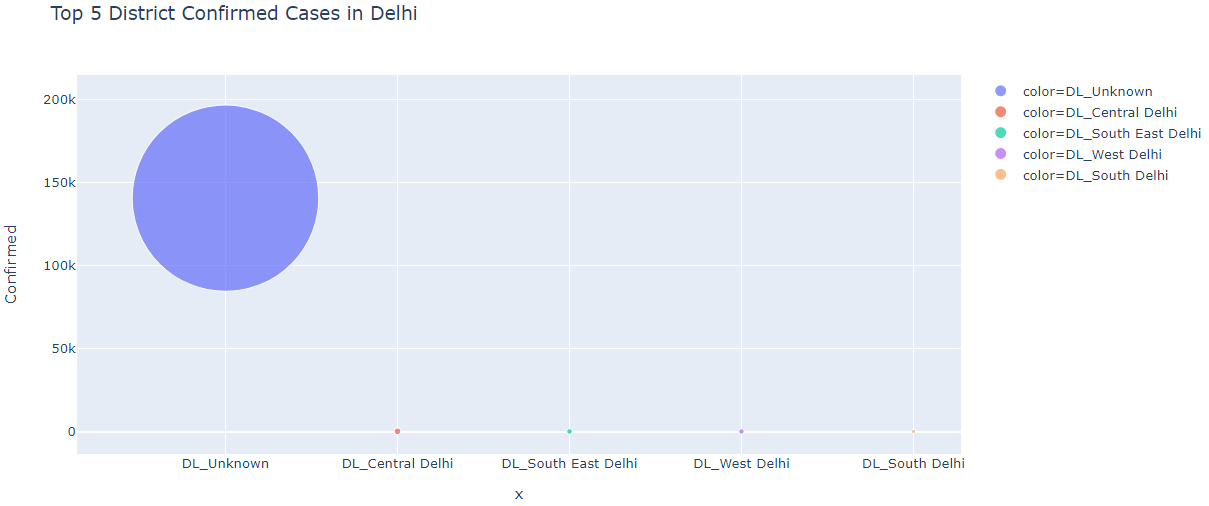 Top 5 District Confirmed Cases in Delhi
200k
150k
100k
50k
0
Confirmed
DL_Unknown
DL_Central Delhi
DL_South East Delhi
DL_West Delhi
DL_South Delhi
x
color=DL_Unknown
color=DL_Central Delhi
color=DL_South East Delhi
color=DL_West Delhi
color=DL_South Delhi